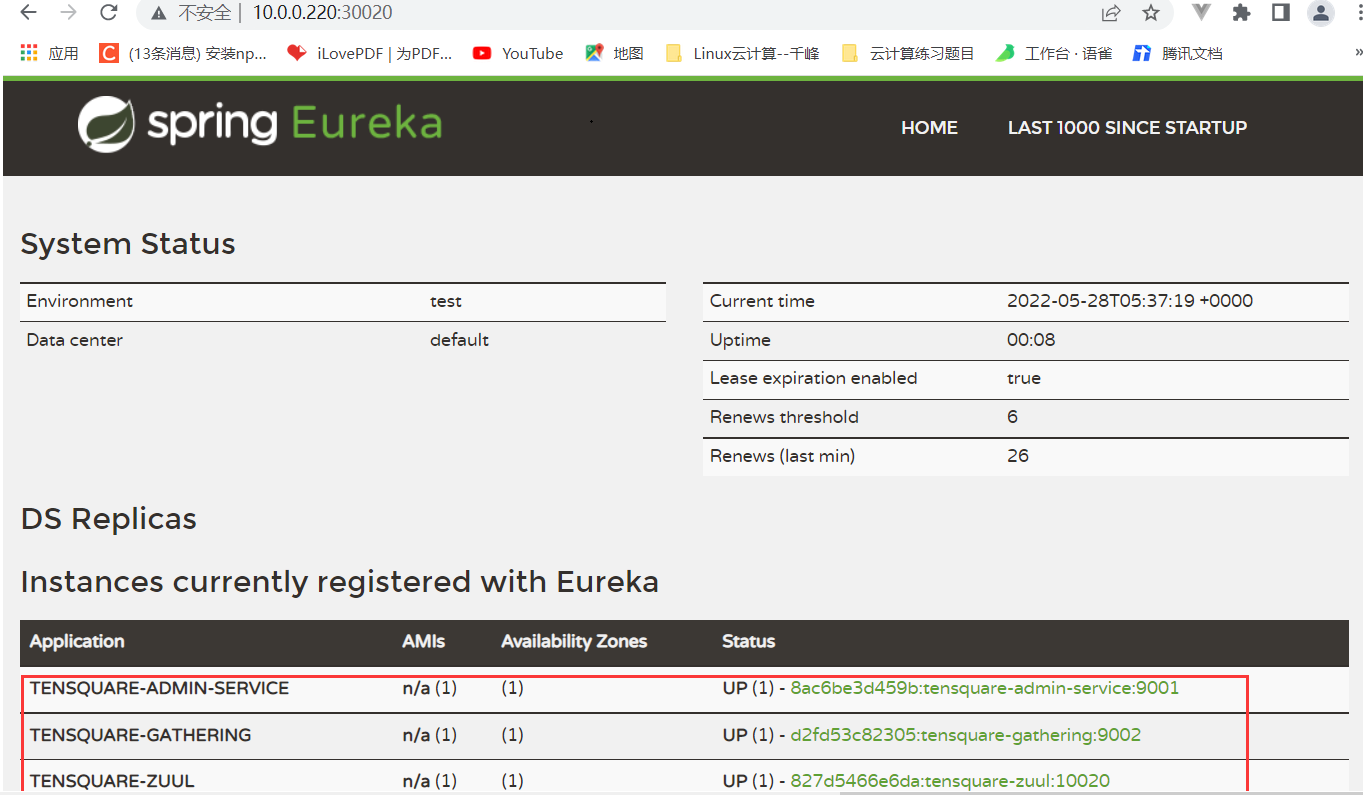 不安全 10.0.0.220:30020
应用 (13条消息) 安装np... iLovePDF | 为PDF... YouTube 地图 Linux云计算--千峰 云计算练习题目 工作台 · 语雀 腾讯文档 »
spring Eureka HOME LAST 1000 SINCE STARTUP
System Status
Environment test
Data center default
Current time 2022-05-28T05:37:19 +0000
Uptime 00:08
Lease expiration enabled true
Renews threshold 6
Renews (last min) 26
DS Replicas
Instances currently registered with Eureka
Application AMIs Availability Zones Status
TENSQUARE-ADMIN-SERVICE n/a (1) (1) UP (1) - 8ac6be3d459b:tensquare-admin-service:9001
TENSQUARE-GATHERING n/a (1) (1) UP (1) - d2fd53c82305:tensquare-gathering:9002
TENSQUARE-ZUUL n/a (1) (1) UP (1) - 827d5466e6da:tensquare-zuul:10020